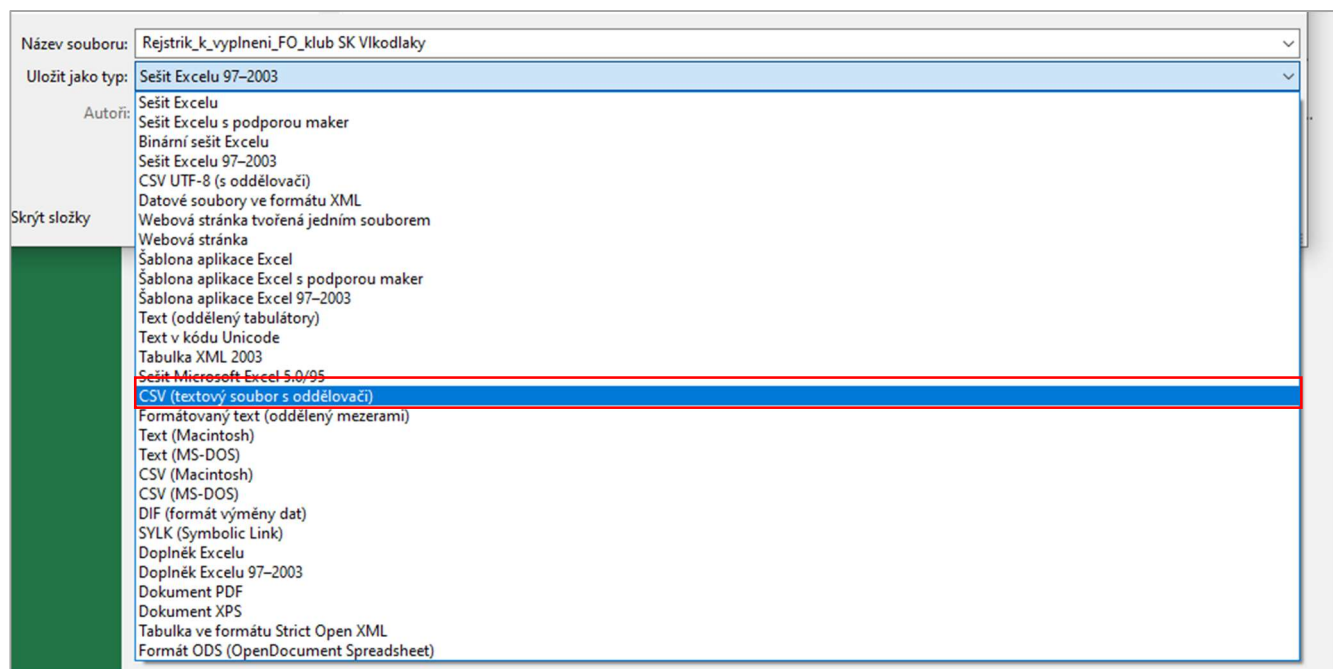 Název souboru: Rejstrik_k_vyplneni_FO_klub SK Vlkodlaky
Uložit jako typ: Sešit Excelu 97–2003
Autoři:
Sešit Excelu
Sešit Excelu s podporou maker
Binární sešit Excelu
Sešit Excelu 97–2003
CSV UTF-8 (s oddělovači)
Datové soubory ve formátu XML
Webová stránka tvořená jedním souborem
Skrýt složky
Webová stránka
Šablona aplikace Excel
Šablona aplikace Excel s podporou maker
Šablona aplikace Excel 97–2003
Text (oddělený tabulátory)
Text v kódu Unicode
Tabulka XML 2003
Sešit Microsoft Excel 5.0/95
CSV (textový soubor s oddělovači)
Formátovaný text (oddělený mezerami)
Text (Macintosh)
Text (MS-DOS)
CSV (Macintosh)
CSV (MS-DOS)
DIF (formát výměny dat)
SYLK (Symbolic Link)
Doplněk Excelu
Doplněk Excelu 97–2003
Dokument PDF
Dokument XPS
Tabulka ve formátu Strict Open XML
Formát ODS (OpenDocument Spreadsheet)